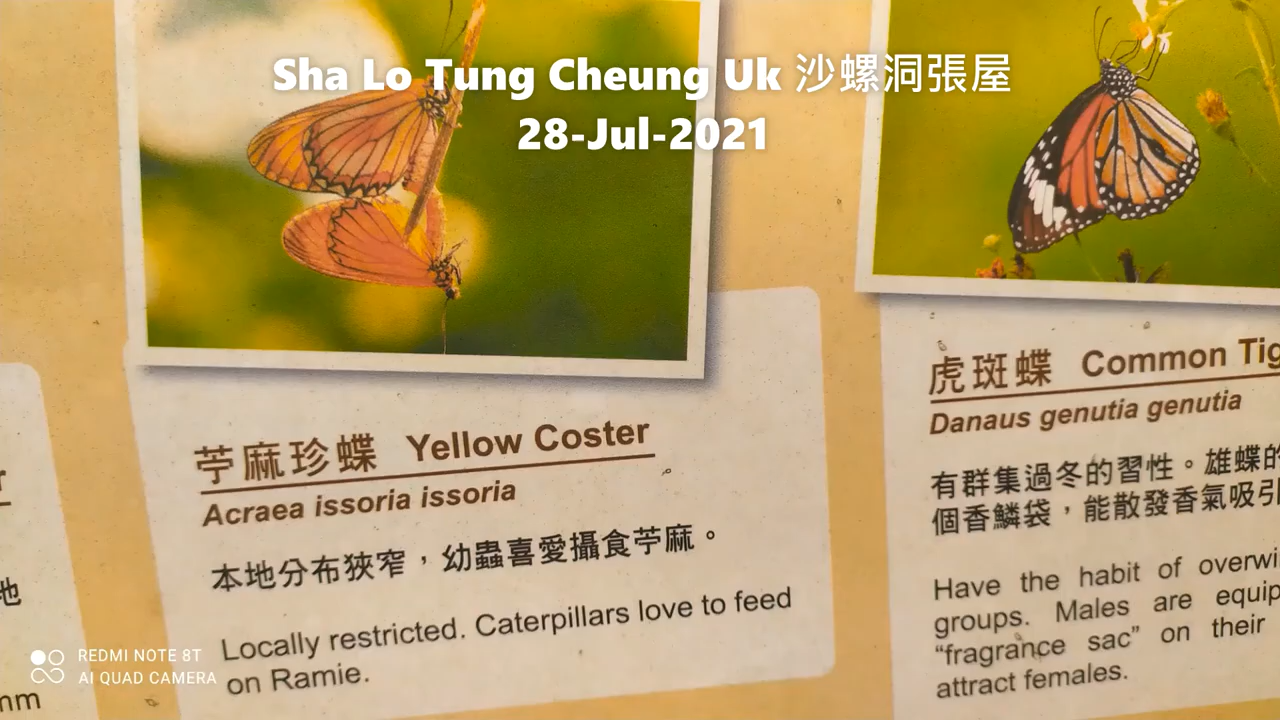 Sha Lo Tung Cheung Uk 沙螺洞張屋
28-Jul-2021
苧麻珍蝶 Yellow Coster
Acraea issoria issoria
本地分布狹窄，幼蟲喜愛攝食苧麻。
Locally restricted. Caterpillars love to feed
on Ramie.
虎斑蝶 Common Tig
Danaus genutia genutia
有群集過冬的習性。雄蝶的
個香鱗袋，能散發香氣吸引
Have the habit of overwi
groups. Males are equip
“fragrance sac” on their
attract females.
地
mm
REDMI NOTE 8T
AI QUAD CAMERA